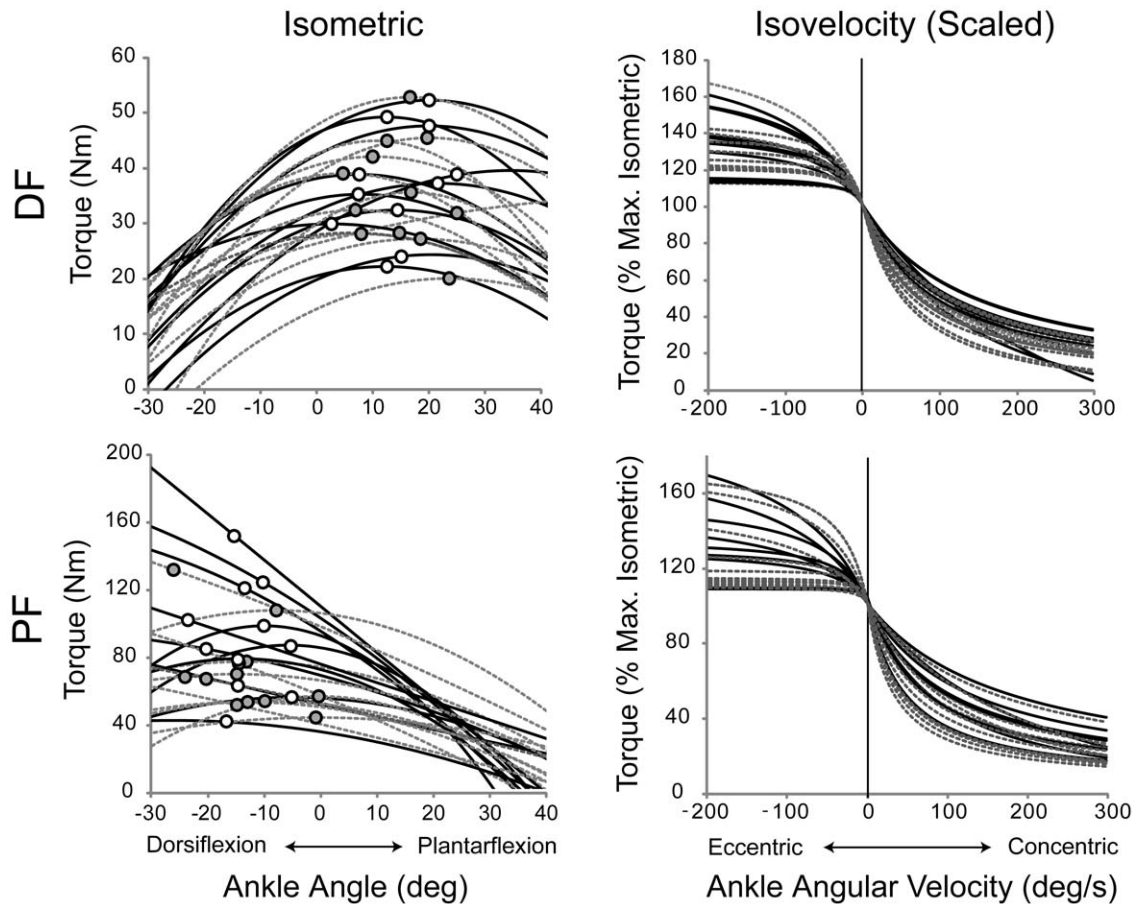 Isometric
Isovelocity (Scaled)
DF
Torque (Nm)
60
50
40
30
20
10
0
-30 -20 -10 0 10 20 30 40
Torque (% Max. Isometric)
180
160
140
120
100
80
60
40
20
0
-200 -100 0 100 200 300
PF
Torque (Nm)
200
160
120
80
40
0
-30 -20 -10 0 10 20 30 40
Dorsiflexion Plantarflexion
Ankle Angle (deg)
Torque (% Max. Isometric)
160
120
80
40
0
-200 -100 0 100 200 300
Eccentric Concentric
Ankle Angular Velocity (deg/s)